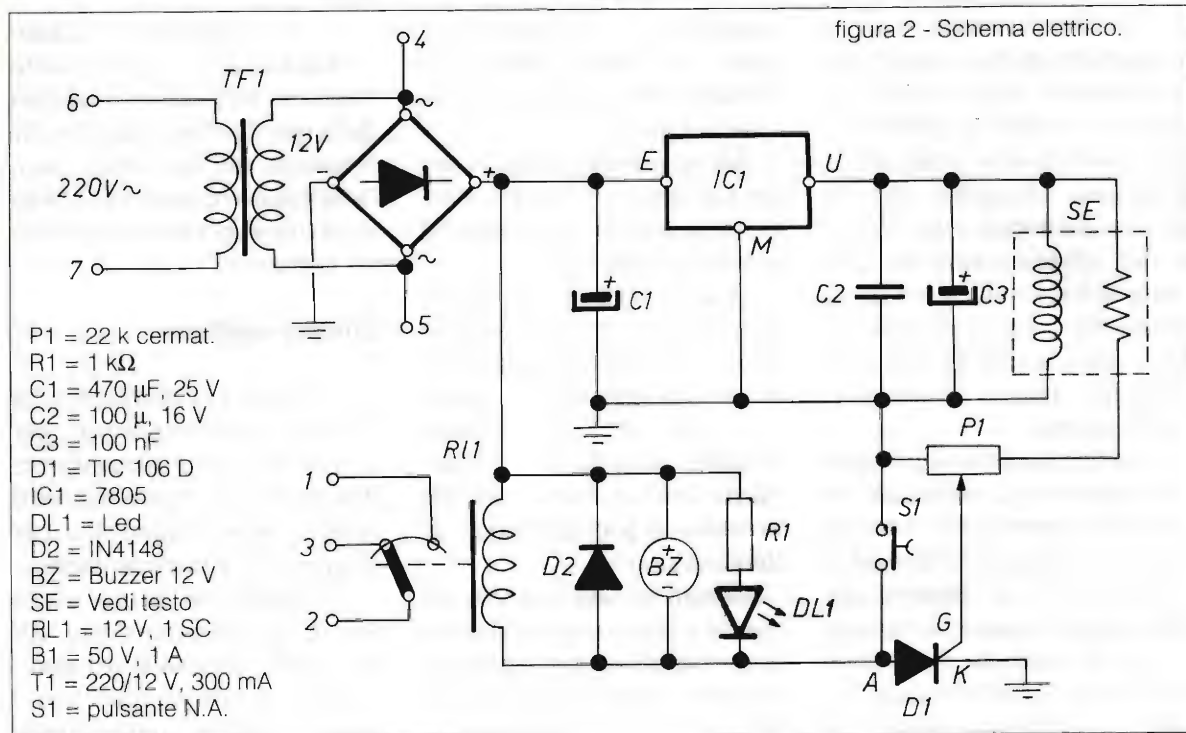 figura 2 - Schema elettrico.
4
TF1
6
12V
~
E
IC1
U
-
+
220V~
M
SE
7
~
+
C1
C2
+
C3
5
P1 = 22 k cermat.
R1 = 1 kΩ
C1 = 470 µF, 25 V
C2 = 100 µ, 16 V
C3 = 100 nF
D1 = TIC 106 D
IC1 = 7805
DL1 = Led
D2 = IN4148
BZ = Buzzer 12 V
SE = Vedi testo
RL1 = 12 V, 1 SC
B1 = 50 V, 1 A
T1 = 220/12 V, 300 mA
S1 = pulsante N.A.
P1
Rl1
1
3
2
D2
+
BZ
-
R1
DL1
S1
G
A
K
D1